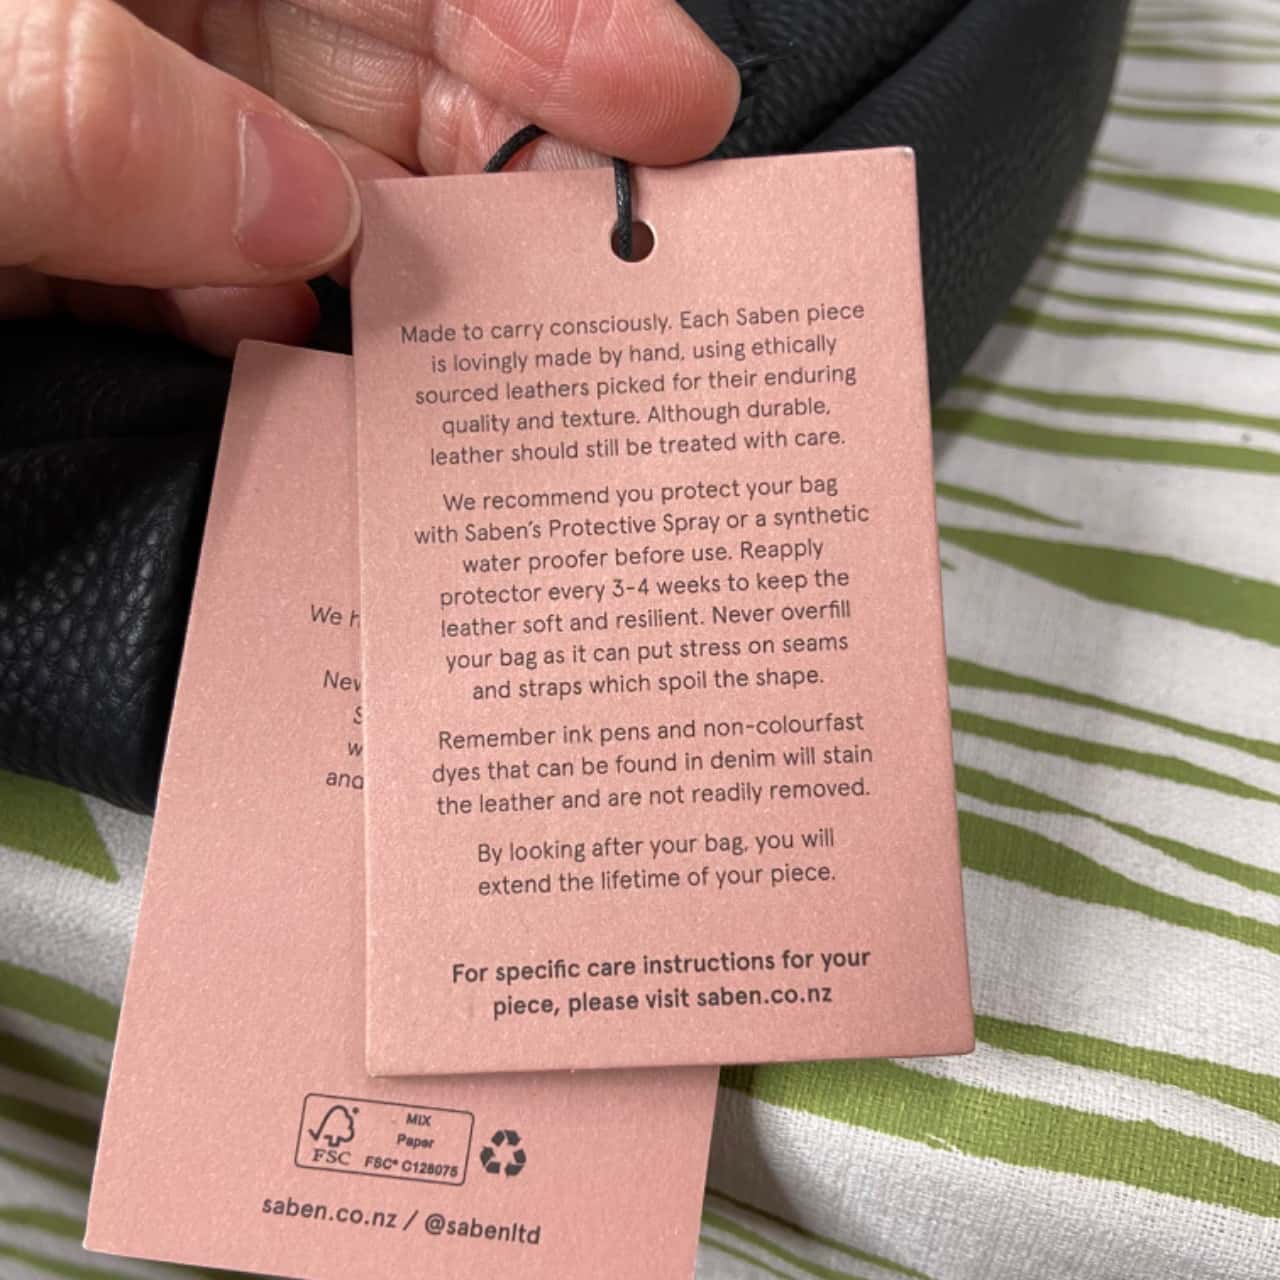 Made to carry consciously. Each Saben piece
is lovingly made by hand, using ethically
sourced leathers picked for their enduring
quality and texture. Although durable,
leather should still be treated with care.
We recommend you protect your bag
with Saben's Protective Spray or a synthetic
water proofer before use. Reapply
protector every 3-4 weeks to keep the
leather soft and resilient. Never overfill
your bag as it can put stress on seams
and straps which spoil the shape.
Remember ink pens and non-colourfast
dyes that can be found in denim will stain
the leather and are not readily removed.
By looking after your bag, you will
extend the lifetime of your piece.
For specific care instructions for your
piece, please visit saben.co.nz
We
and
FSC
MIX
Paper
FSC® C128075
saben.co.nz / @sabenltd